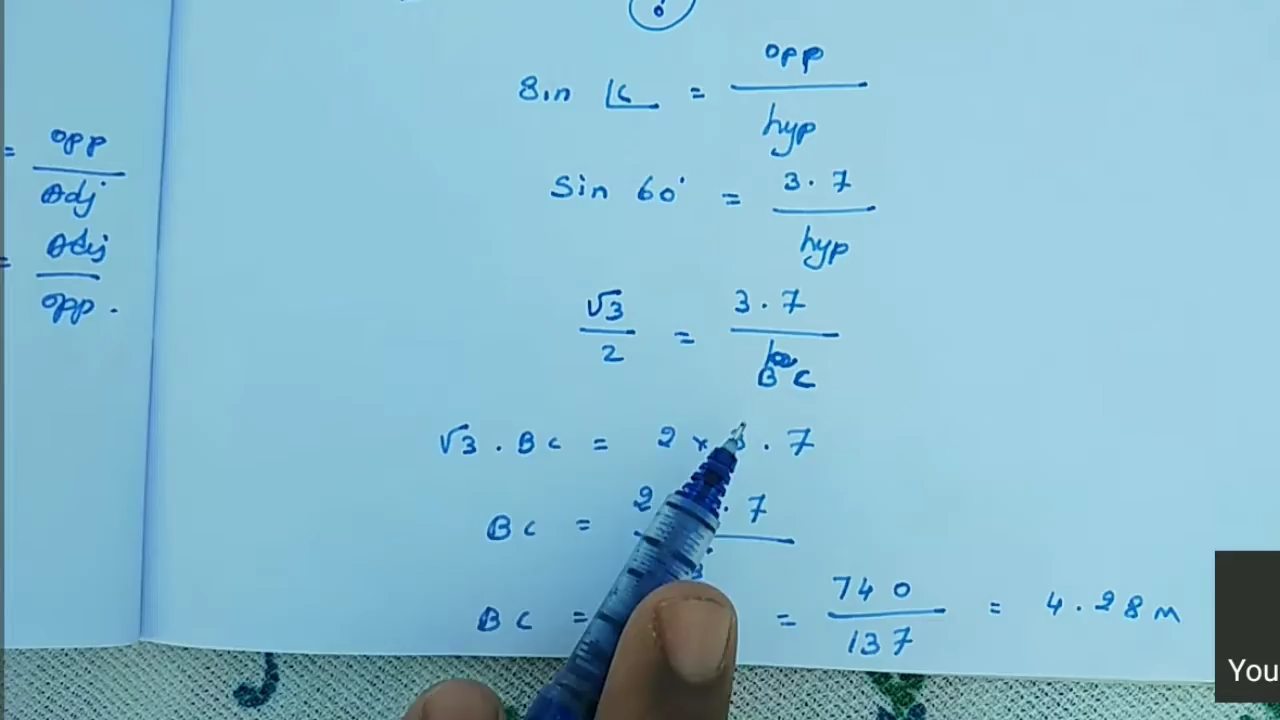 = opp / Adj
= Adj / opp.
Sin ∠C = opp / hyp
Sin 60° = 3.7 / hyp
√3 / 2 = 3.7 / BC
√3 . BC = 2 × 3.7
BC = 2 . 7
BC = = 740 / 137 = 4.28 m
You